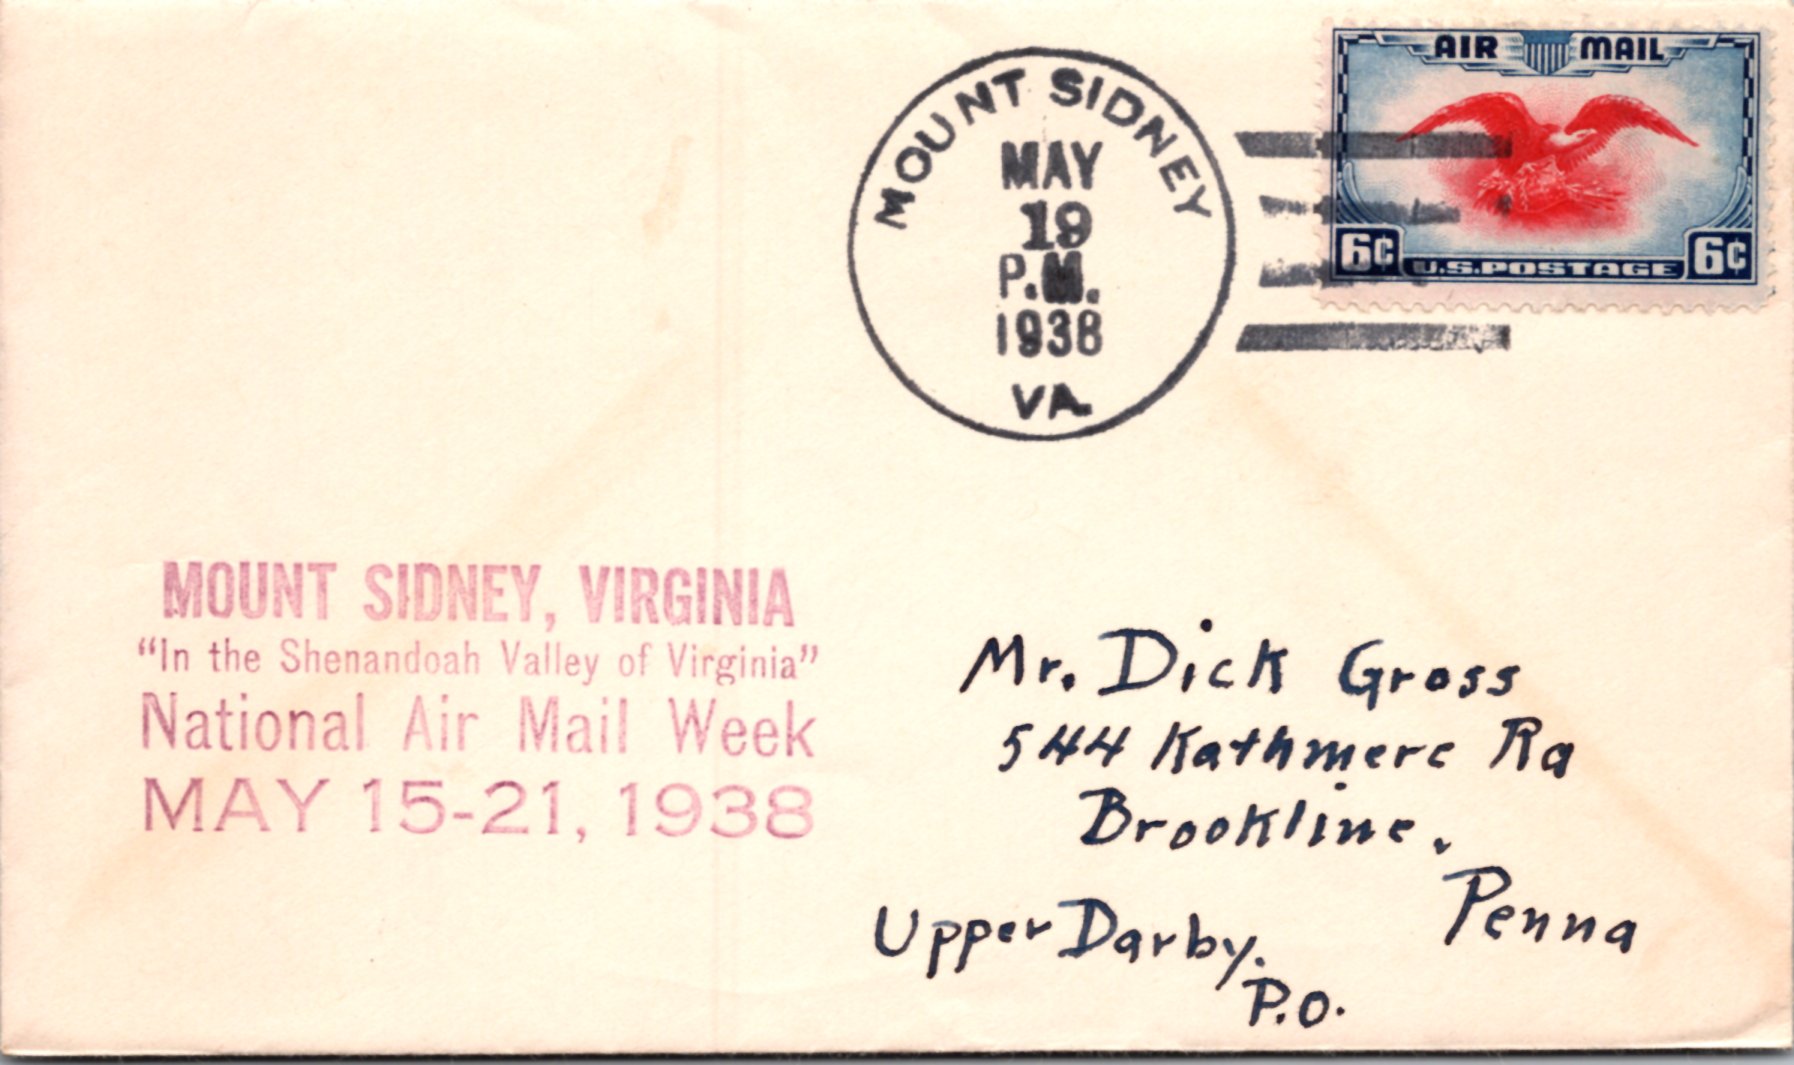 AIR MAIL
6¢ U.S.POSTAGE 6¢
MOUNT SIDNEY
MAY
19
P.M.
1938
VA.
MOUNT SIDNEY, VIRGINIA
“In the Shenandoah Valley of Virginia”
National Air Mail Week
MAY 15-21, 1938
Mr. Dick Gross
544 Kathmere Rd
Brookline,
Penna
Upper Darby.
P.O.